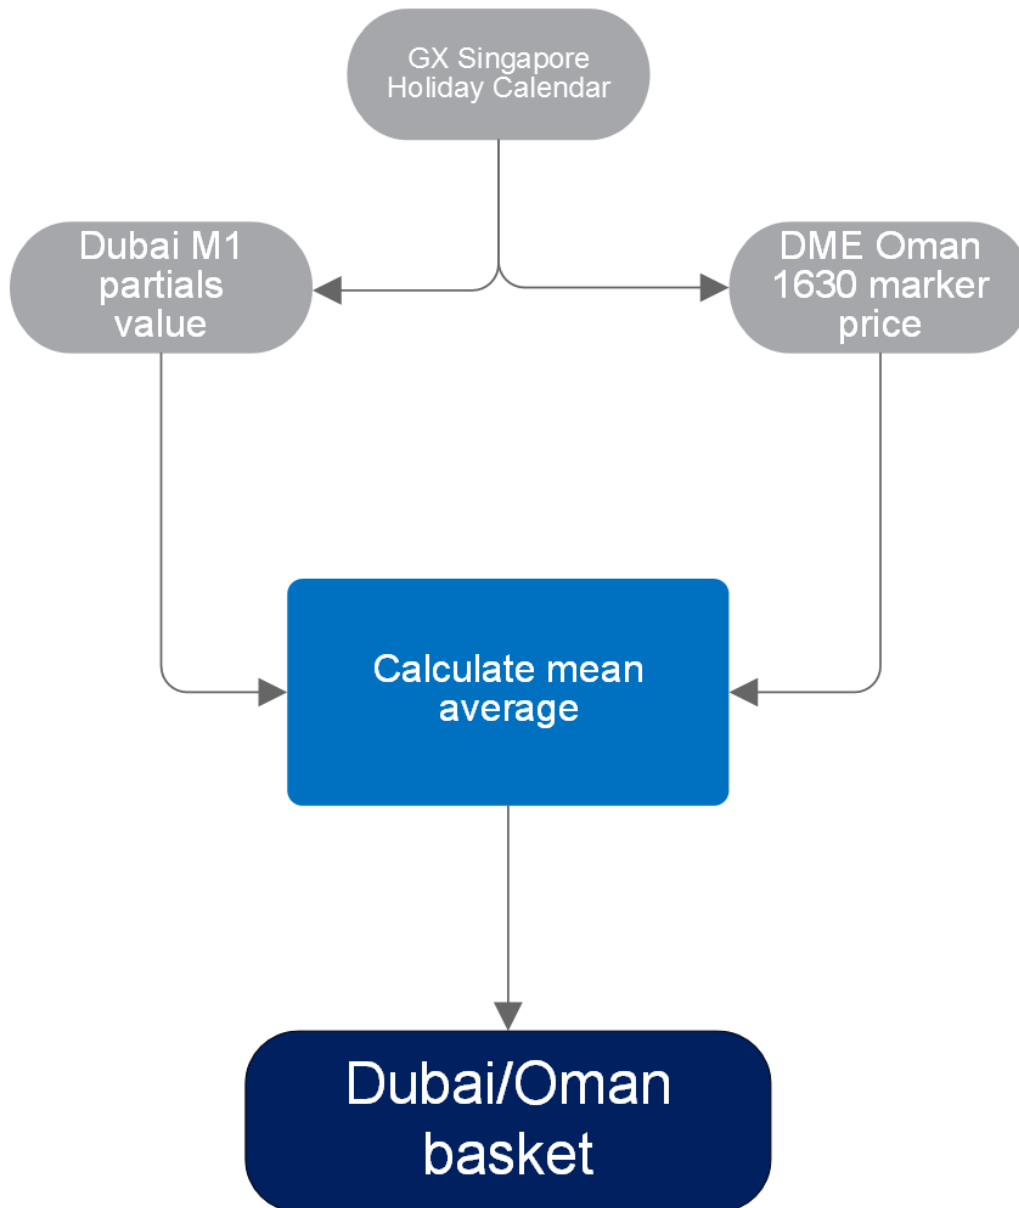 GX Singapore
Holiday Calendar
Dubai M1
partials
value
DME Oman
1630 marker
price
Calculate mean
average
Dubai/Oman
basket